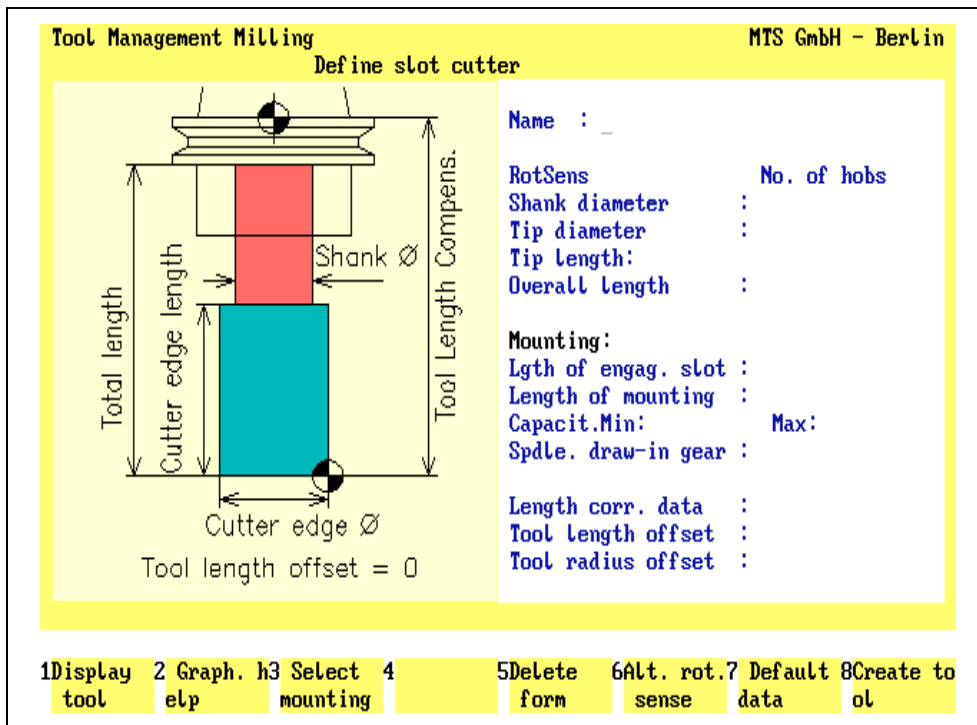 Tool Management Milling MTS GmbH - Berlin
Define slot cutter
Name : _
RotSens No. of hobs
Shank diameter :
Tip diameter :
Tip length:
Overall length :
Mounting:
Lgth of engag. slot :
Length of mounting :
Capacit.Min: Max:
Spdle. draw-in gear :
Length corr. data :
Tool length offset :
Tool radius offset :
Total length
Cutter edge length
Shank Ø
Tool Length Compens.
Cutter edge Ø
Tool length offset = 0
1Display 2 Graph. h3 Select 4 5Delete 6Alt. rot.7 Default 8Create to
tool elp mounting form sense data ol